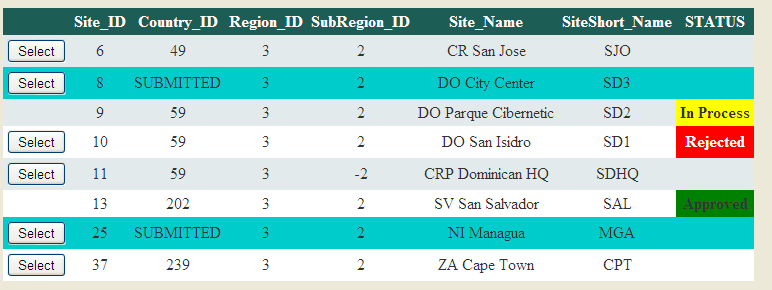 Site_ID Country_ID Region_ID SubRegion_ID Site_Name SiteShort_Name STATUS
Select 6 49 3 2 CR San Jose SJO
Select 8 SUBMITTED 3 2 DO City Center SD3
9 59 3 2 DO Parque Cibernetic SD2 In Process
Select 10 59 3 2 DO San Isidro SD1 Rejected
Select 11 59 3 -2 CRP Dominican HQ SDHQ
13 202 3 2 SV San Salvador SAL Approved
Select 25 SUBMITTED 3 2 NI Managua MGA
Select 37 239 3 2 ZA Cape Town CPT